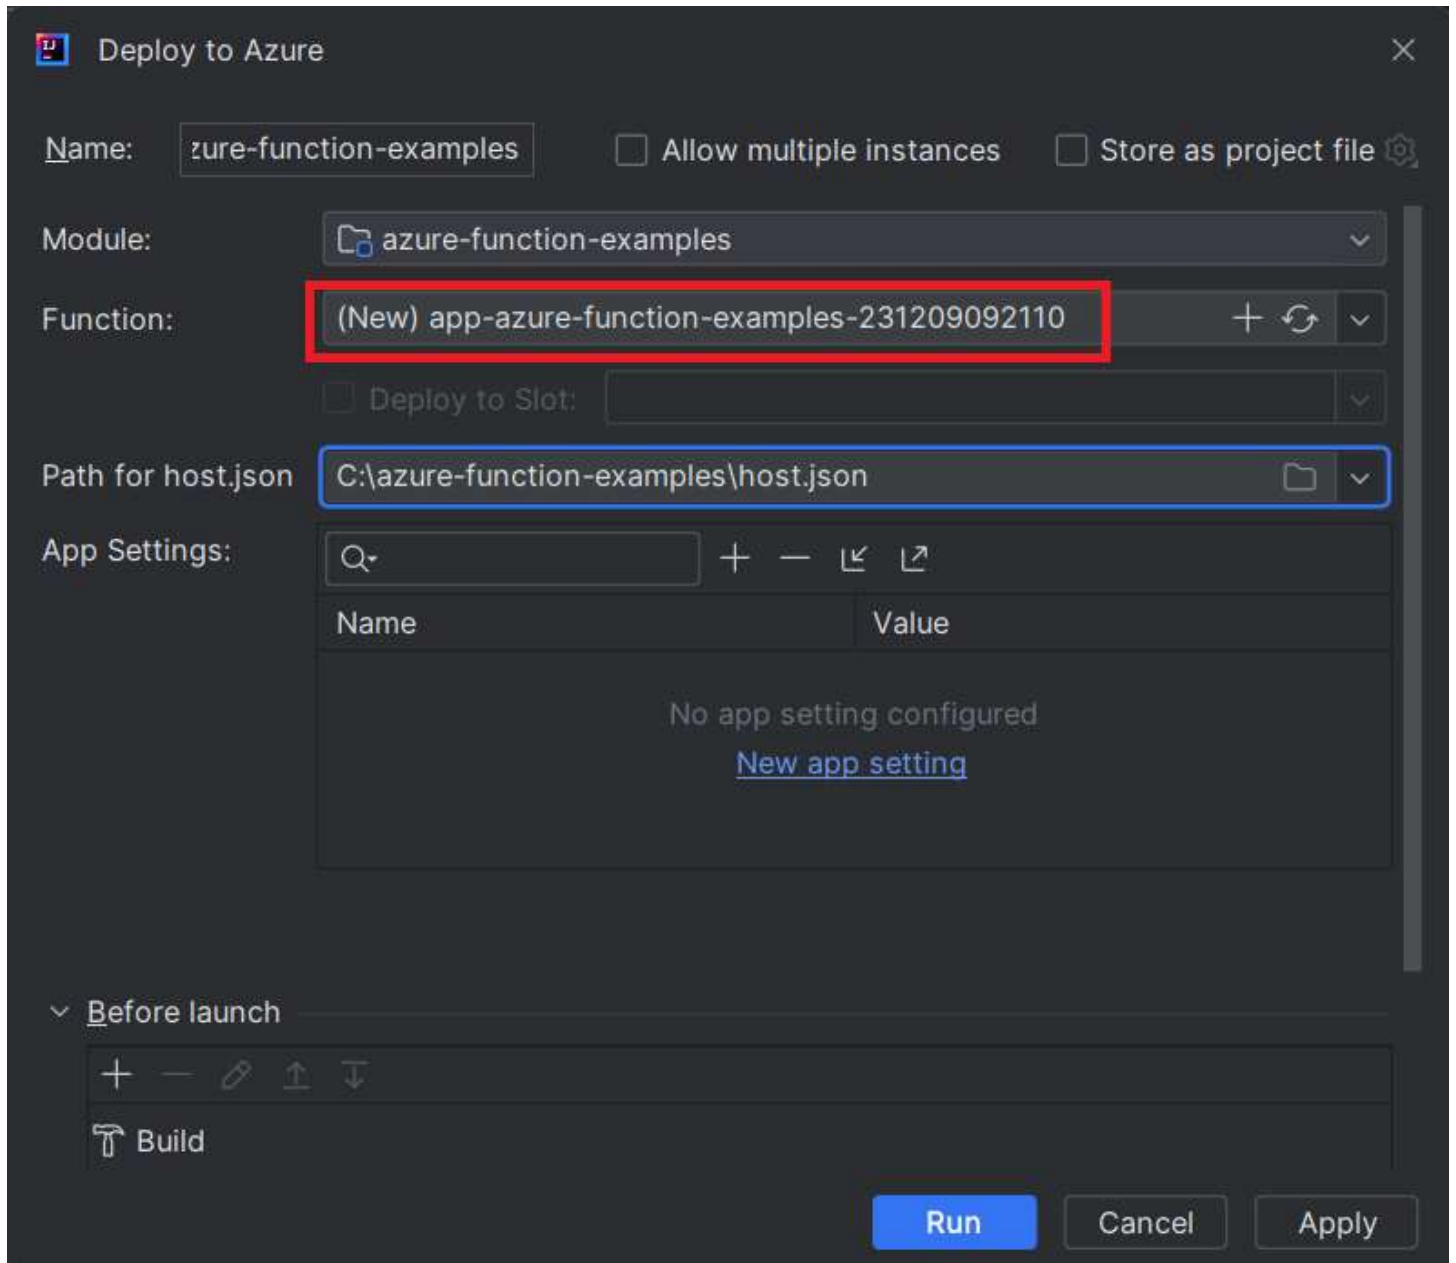 Deploy to Azure
Name: zure-function-examples Allow multiple instances Store as project file
Module: azure-function-examples
Function: (New) app-azure-function-examples-231209092110
Deploy to Slot:
Path for host.json C:\azure-function-examples\host.json
App Settings:
Name Value
No app setting configured
New app setting
Before launch
Build
Run Cancel Apply